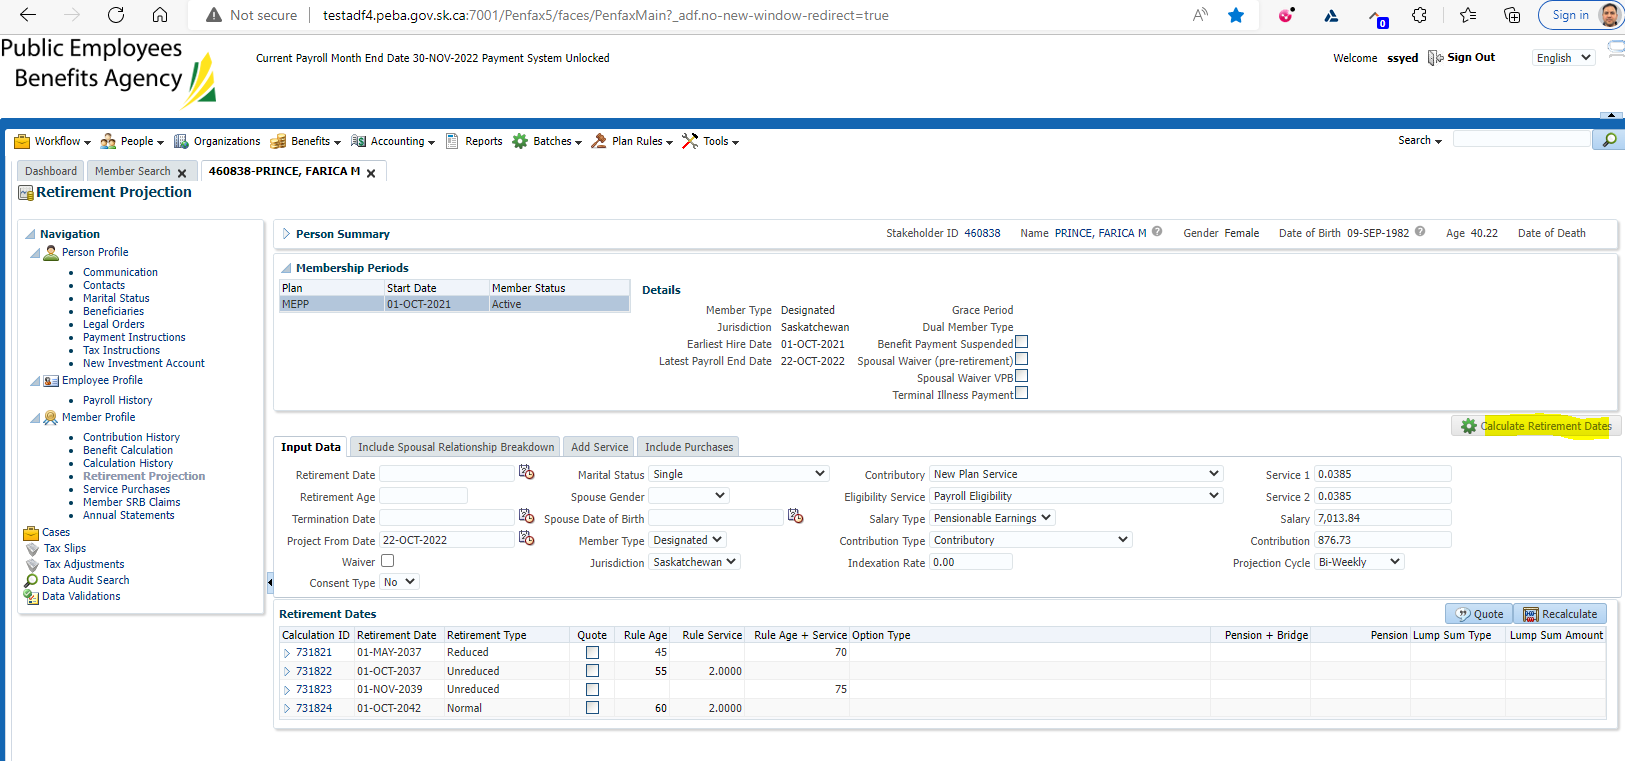 Not secure | testadf4.peba.gov.sk.ca:7001/Penfax5/faces/PenfaxMain?_adf.no-new-window-redirect=true
A
0
Sign in
Public Employees
Benefits Agency
Current Payroll Month End Date 30-NOV-2022 Payment System Unlocked
Welcome ssyed Sign Out English
Workflow People Organizations Benefits Accounting Reports Batches Plan Rules Tools Search
Dashboard Member Search 460838-PRINCE, FARICA M
Retirement Projection
Navigation
Person Profile
Communication
Contacts
Marital Status
Beneficiaries
Legal Orders
Payment Instructions
Tax Instructions
New Investment Account
Employee Profile
Payroll History
Member Profile
Contribution History
Benefit Calculation
Calculation History
Retirement Projection
Service Purchases
Member SRB Claims
Annual Statements
Cases
Tax Slips
Tax Adjustments
Data Audit Search
Data Validations
Person Summary Stakeholder ID 460838 Name PRINCE, FARICA M Gender Female Date of Birth 09-SEP-1982 Age 40.22 Date of Death
Membership Periods
Plan Start Date Member Status
MEPP 01-OCT-2021 Active
Details
Member Type Designated Grace Period
Jurisdiction Saskatchewan Dual Member Type
Earliest Hire Date 01-OCT-2021 Benefit Payment Suspended
Latest Payroll End Date 22-OCT-2022 Spousal Waiver (pre-retirement)
Spousal Waiver VPB
Terminal Illness Payment
Calculate Retirement Dates
Input Data Include Spousal Relationship Breakdown Add Service Include Purchases
Retirement Date Marital Status Single Contributory New Plan Service Service 1 0.0385
Retirement Age Spouse Gender Eligibility Service Payroll Eligibility Service 2 0.0385
Termination Date Spouse Date of Birth Salary Type Pensionable Earnings Salary 7,013.84
Project From Date 22-OCT-2022 Member Type Designated Contribution Type Contributory Contribution 876.73
Waiver Jurisdiction Saskatchewan Indexation Rate 0.00 Projection Cycle Bi-Weekly
Consent Type No
Retirement Dates Quote Recalculate
Calculation ID Retirement Date Retirement Type Quote Rule Age Rule Service Rule Age + Service Option Type Pension + Bridge Pension Lump Sum Type Lump Sum Amount
731821 01-MAY-2037 Reduced 45 70
731822 01-OCT-2037 Unreduced 55 2.0000
731823 01-NOV-2039 Unreduced 75
731824 01-OCT-2042 Normal 60 2.0000